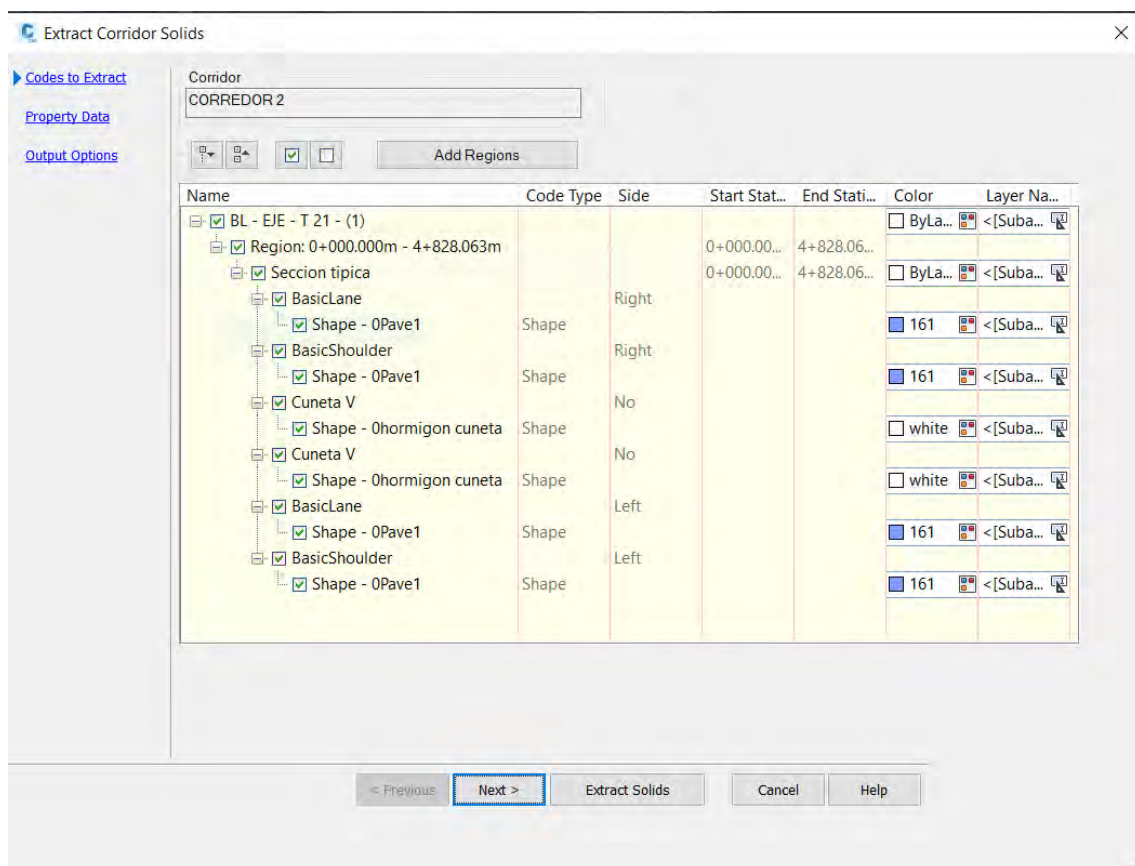 Extract Corridor Solids
Codes to Extract
Property Data
Output Options
Corridor
CORREDOR 2
Add Regions
Name Code Type Side Start Stat... End Stati... Color Layer Na...
BL - EJE - T 21 - (1) ByLa... <[Suba...
Region: 0+000.000m - 4+828.063m 0+000.00... 4+828.06...
Seccion tipica 0+000.00... 4+828.06... ByLa... <[Suba...
BasicLane Right
Shape - 0Pave1 Shape 161 <[Suba...
BasicShoulder Right
Shape - 0Pave1 Shape 161 <[Suba...
Cuneta V No
Shape - 0hormigon cuneta Shape white <[Suba...
Cuneta V No
Shape - 0hormigon cuneta Shape white <[Suba...
BasicLane Left
Shape - 0Pave1 Shape 161 <[Suba...
BasicShoulder Left
Shape - 0Pave1 Shape 161 <[Suba...
< Previous Next > Extract Solids Cancel Help